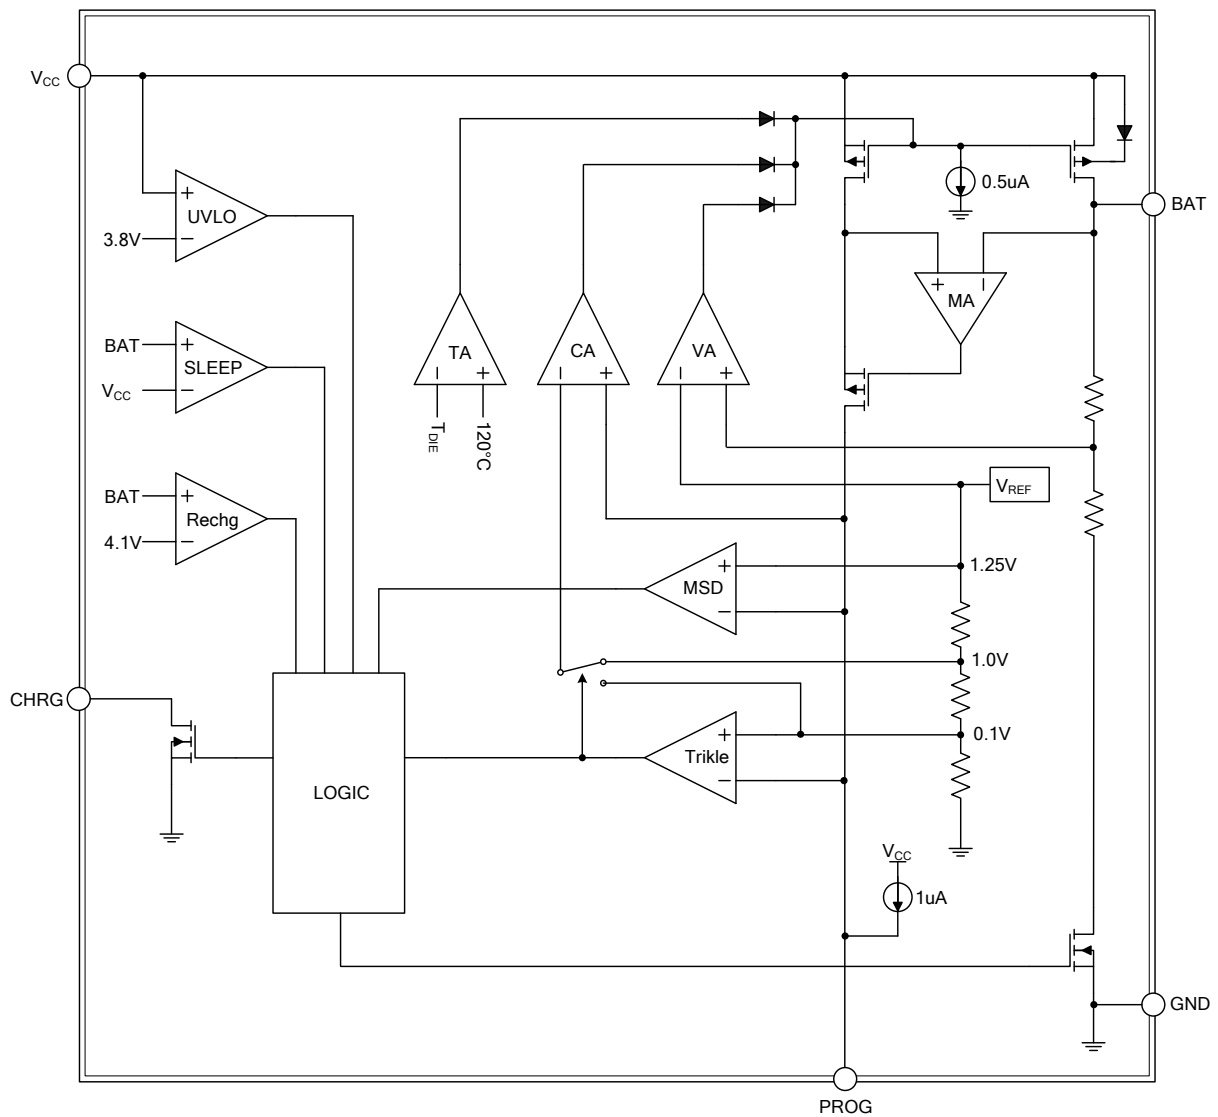 VCC
0.5uA
BAT
+
UVLO
3.8V
−
+ −
MA
BAT
+
SLEEP
VCC
−
TA
− +
TDIE
120°C
CA
− +
VA
− +
BAT
+
Rechg
4.1V
−
VREF
+
1.25V
MSD
−
1.0V
CHRG
+
0.1V
Trikle
−
LOGIC
VCC
1uA
GND
PROG